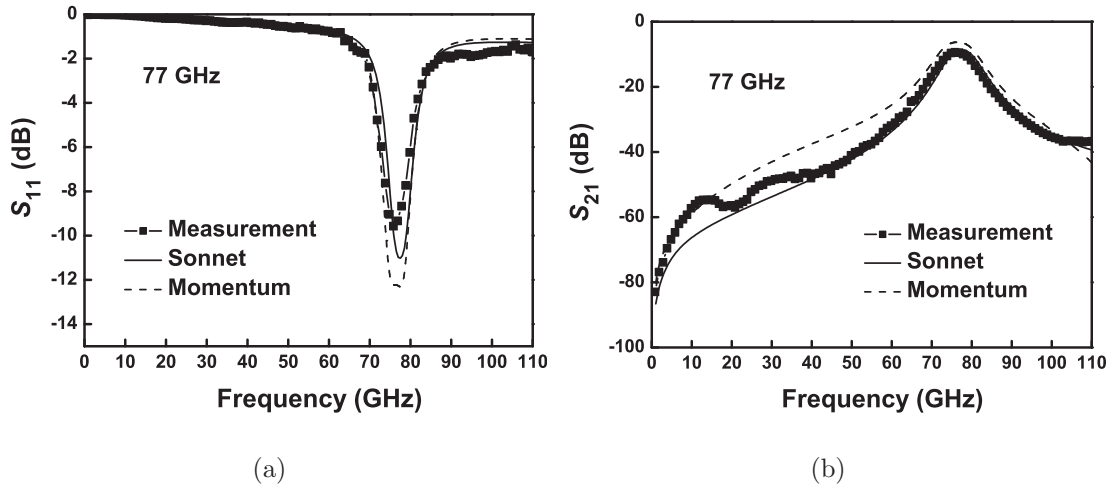 0
-2
-4
-6
-8
-10
-12
-14
S11 (dB)
77 GHz
Measurement
Sonnet
Momentum
0 10 20 30 40 50 60 70 80 90 100 110
Frequency (GHz)
(a)
0
-20
-40
-60
-80
-100
S21 (dB)
77 GHz
Measurement
Sonnet
Momentum
0 10 20 30 40 50 60 70 80 90 100 110
Frequency (GHz)
(b)